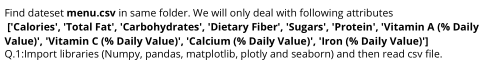 Find dateset menu.csv in same folder. We will only deal with following attributes
['Calories', 'Total Fat', 'Carbohydrates', 'Dietary Fiber', 'Sugars', 'Protein', 'Vitamin A (% Daily
Value)', 'Vitamin C (% Daily Value)', 'Calcium (% Daily Value)', 'Iron (% Daily Value)']
Q.1:Import libraries (Numpy, pandas, matplotlib, plotly and seaborn) and then read csv file.